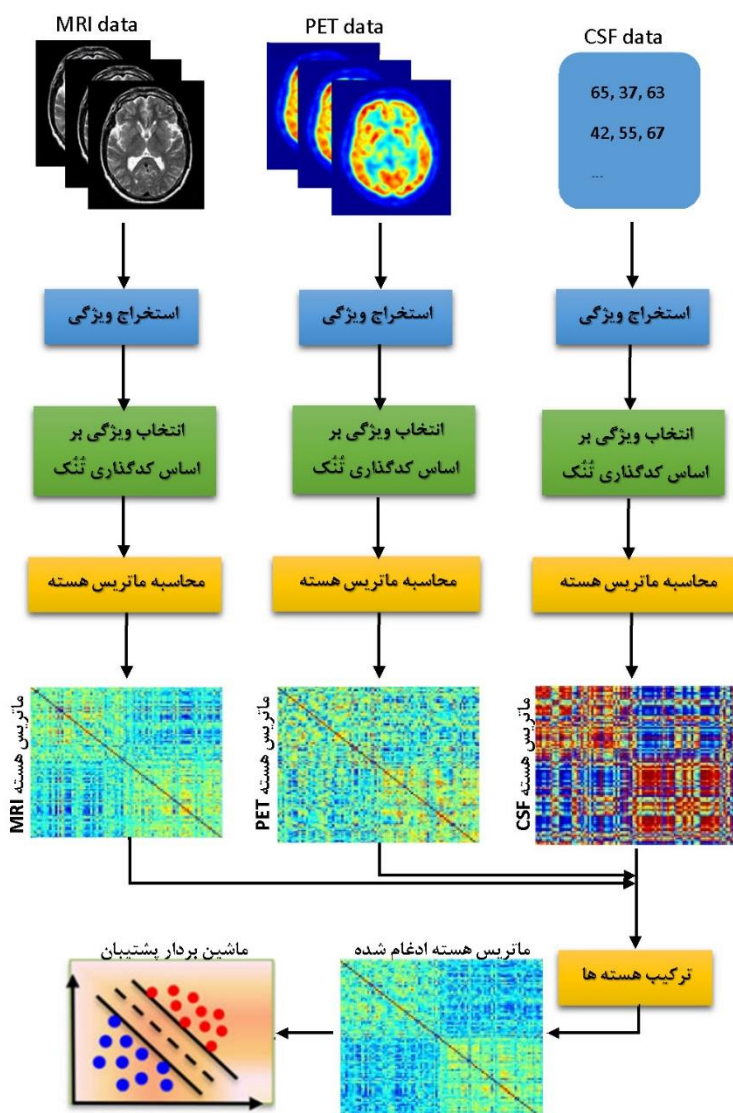 MRI data
PET data
CSF data
65, 37, 63
42, 55, 67
...
استخراج ویژگی
استخراج ویژگی
استخراج ویژگی
انتخاب ویژگی بر
اساس کدگذاری تُنُک
انتخاب ویژگی بر
اساس کدگذاری تُنُک
انتخاب ویژگی بر
اساس کدگذاری تُنُک
محاسبه ماتریس هسته
محاسبه ماتریس هسته
محاسبه ماتریس هسته
ماتریس هسته MRI
ماتریس هسته PET
ماتریس هسته CSF
ترکیب هسته ها
ماتریس هسته ادغام شده
ماشین بردار پشتیبان